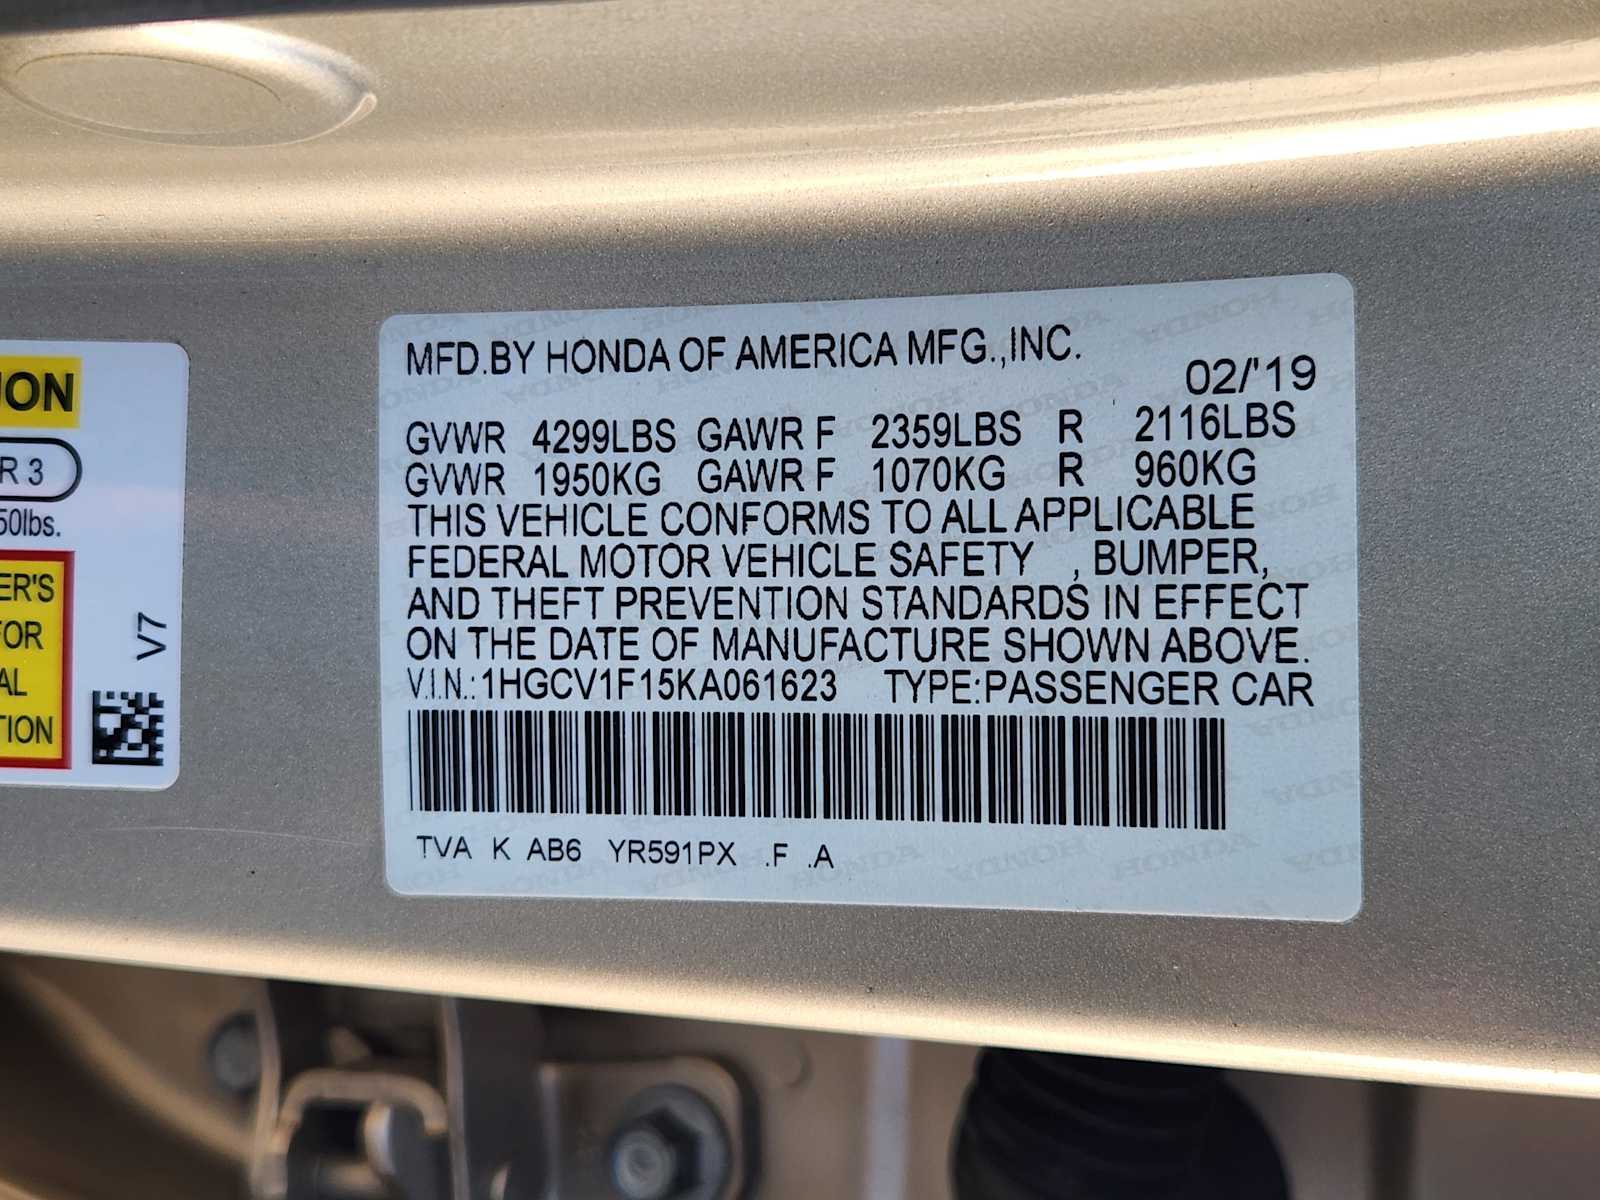 ION
R 3
50lbs.
ER'S
FOR
AL
TION
V7
MFD.BY HONDA OF AMERICA MFG.,INC.
02/'19
GVWR 4299LBS GAWR F 2359LBS R 2116LBS
GVWR 1950KG GAWR F 1070KG R 960KG
THIS VEHICLE CONFORMS TO ALL APPLICABLE
FEDERAL MOTOR VEHICLE SAFETY , BUMPER,
AND THEFT PREVENTION STANDARDS IN EFFECT
ON THE DATE OF MANUFACTURE SHOWN ABOVE.
V.I.N.:1HGCV1F15KA061623 TYPE:PASSENGER CAR
TVA K AB6 YR591PX .F .A